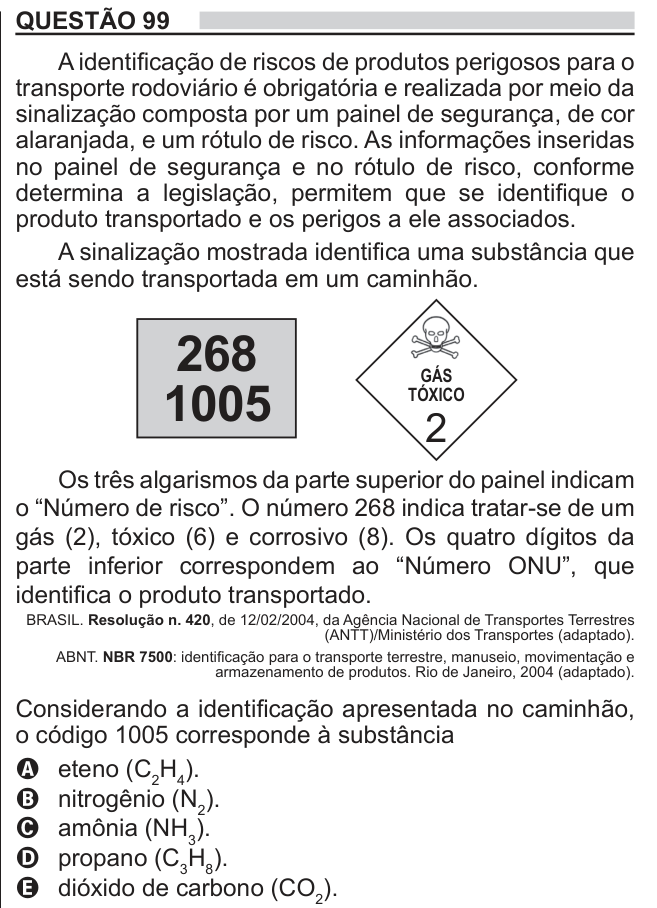 QUESTÃO 99
A identificação de riscos de produtos perigosos para o
transporte rodoviário é obrigatória e realizada por meio da
sinalização composta por um painel de segurança, de cor
alaranjada, e um rótulo de risco. As informações inseridas
no painel de segurança e no rótulo de risco, conforme
determina a legislação, permitem que se identifique o
produto transportado e os perigos a ele associados.
A sinalização mostrada identifica uma substância que
está sendo transportada em um caminhão.
268
1005
GÁS
TÓXICO
2
Os três algarismos da parte superior do painel indicam
o “Número de risco”. O número 268 indica tratar-se de um
gás (2), tóxico (6) e corrosivo (8). Os quatro dígitos da
parte inferior correspondem ao “Número ONU”, que
identifica o produto transportado.
BRASIL. Resolução n. 420, de 12/02/2004, da Agência Nacional de Transportes Terrestres
(ANTT)/Ministério dos Transportes (adaptado).
ABNT. NBR 7500: identificação para o transporte terrestre, manuseio, movimentação e
armazenamento de produtos. Rio de Janeiro, 2004 (adaptado).
Considerando a identificação apresentada no caminhão,
o código 1005 corresponde à substância
A eteno (C₂H₄).
B nitrogênio (N₂).
C amônia (NH₃).
D propano (C₃H₈).
E dióxido de carbono (CO₂).